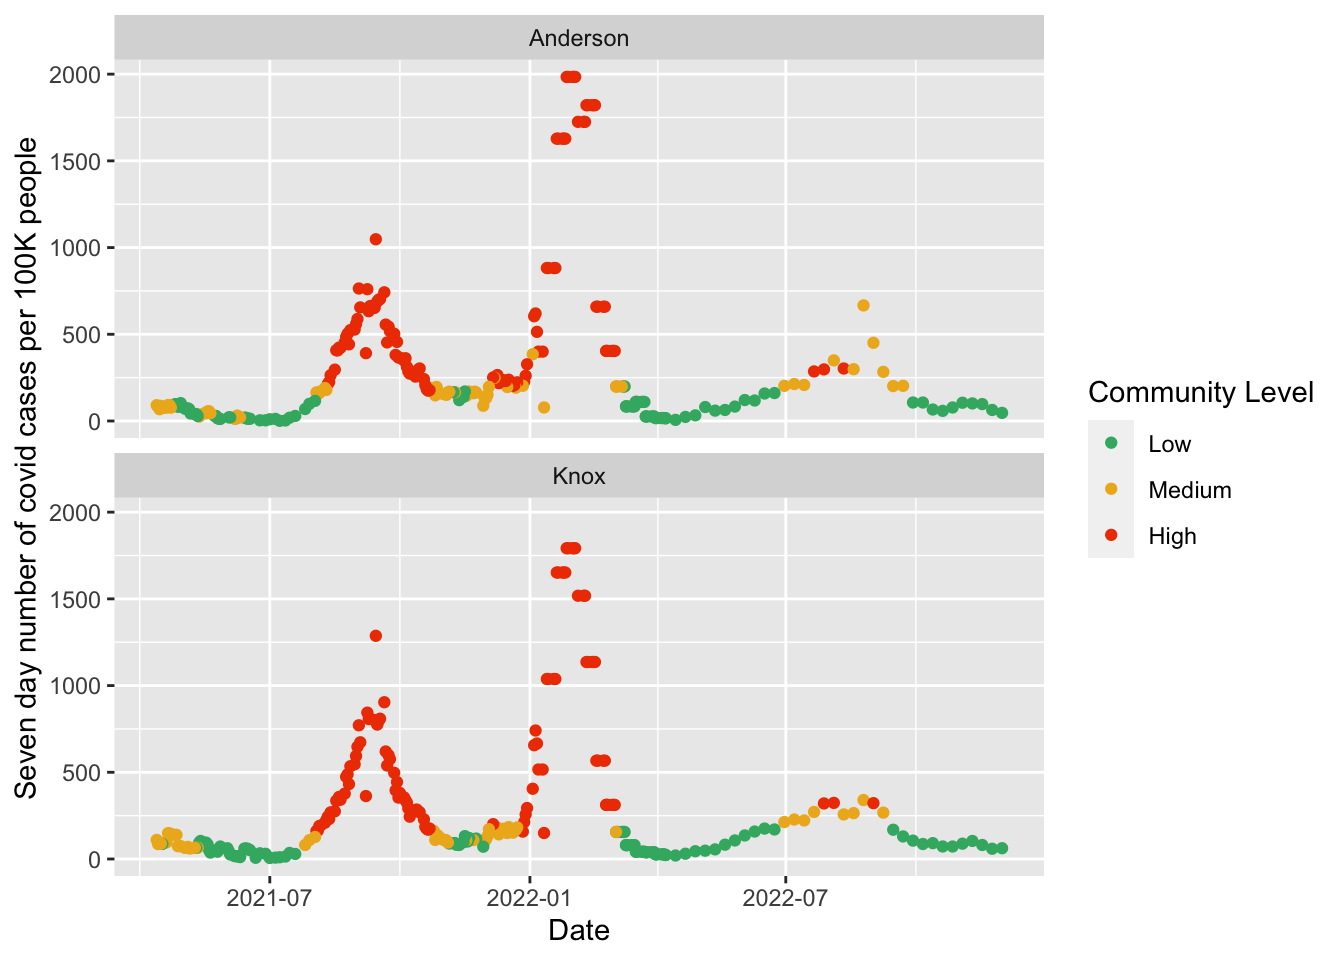 Anderson
2000
1500
1000
500
0
Knox
2000
1500
1000
500
0
2021-07 2022-01 2022-07
Date
Seven day number of covid cases per 100K people
Community Level
Low
Medium
High